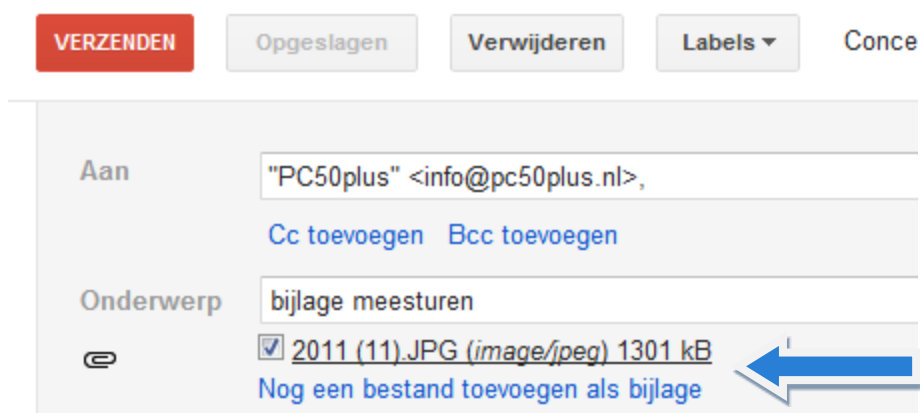 VERZENDEN Opgeslagen Verwijderen Labels Conce
Aan "PC50plus" <info@pc50plus.nl>,
Cc toevoegen Bcc toevoegen
Onderwerp bijlage meesturen
2011 (11).JPG (image/jpeg) 1301 kB
Nog een bestand toevoegen als bijlage